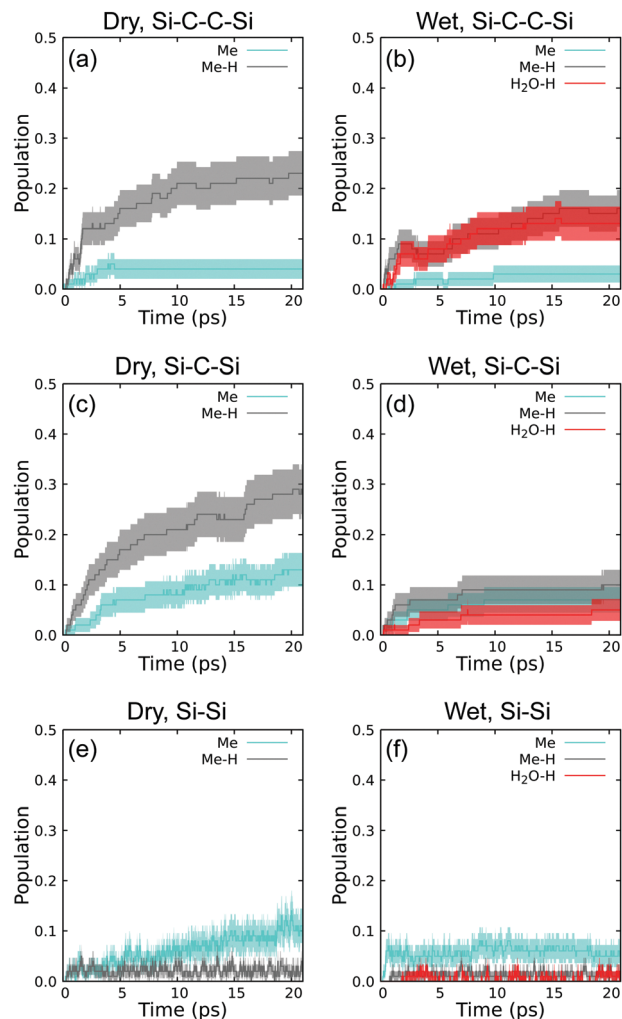 Dry, Si-C-C-Si
(a)
Me
Me-H
Population
0.5
0.4
0.3
0.2
0.1
0.0
0
5
10
15
20
Time (ps)
Wet, Si-C-C-Si
(b)
Me
Me-H
H₂O-H
Population
0.5
0.4
0.3
0.2
0.1
0.0
0
5
10
15
20
Time (ps)
Dry, Si-C-Si
(c)
Me
Me-H
Population
0.5
0.4
0.3
0.2
0.1
0.0
0
5
10
15
20
Time (ps)
Wet, Si-C-Si
(d)
Me
Me-H
H₂O-H
Population
0.5
0.4
0.3
0.2
0.1
0.0
0
5
10
15
20
Time (ps)
Dry, Si-Si
(e)
Me
Me-H
Population
0.5
0.4
0.3
0.2
0.1
0.0
0
5
10
15
20
Time (ps)
Wet, Si-Si
(f)
Me
Me-H
H₂O-H
Population
0.5
0.4
0.3
0.2
0.1
0.0
0
5
10
15
20
Time (ps)